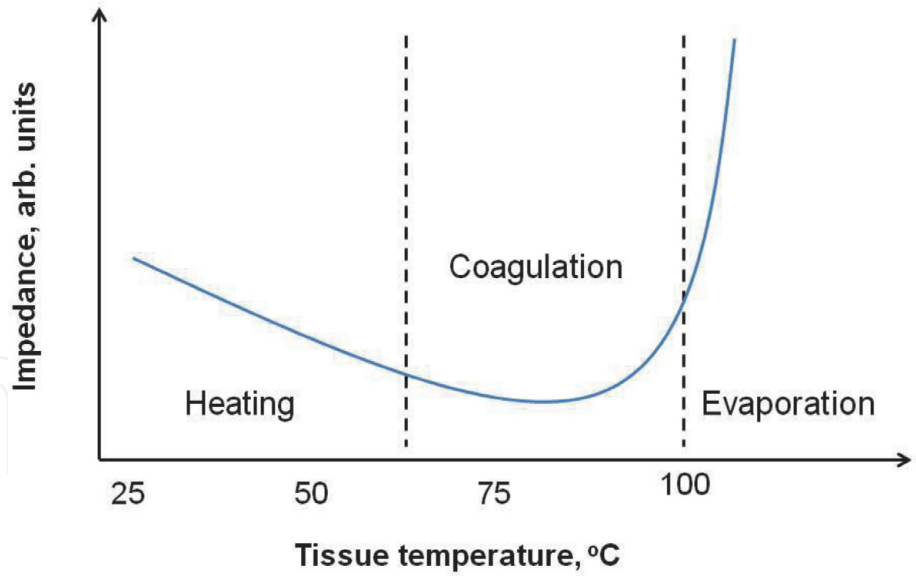 Impedance, arb. units
Coagulation
Heating
Evaporation
25 50 75 100
Tissue temperature, ºC